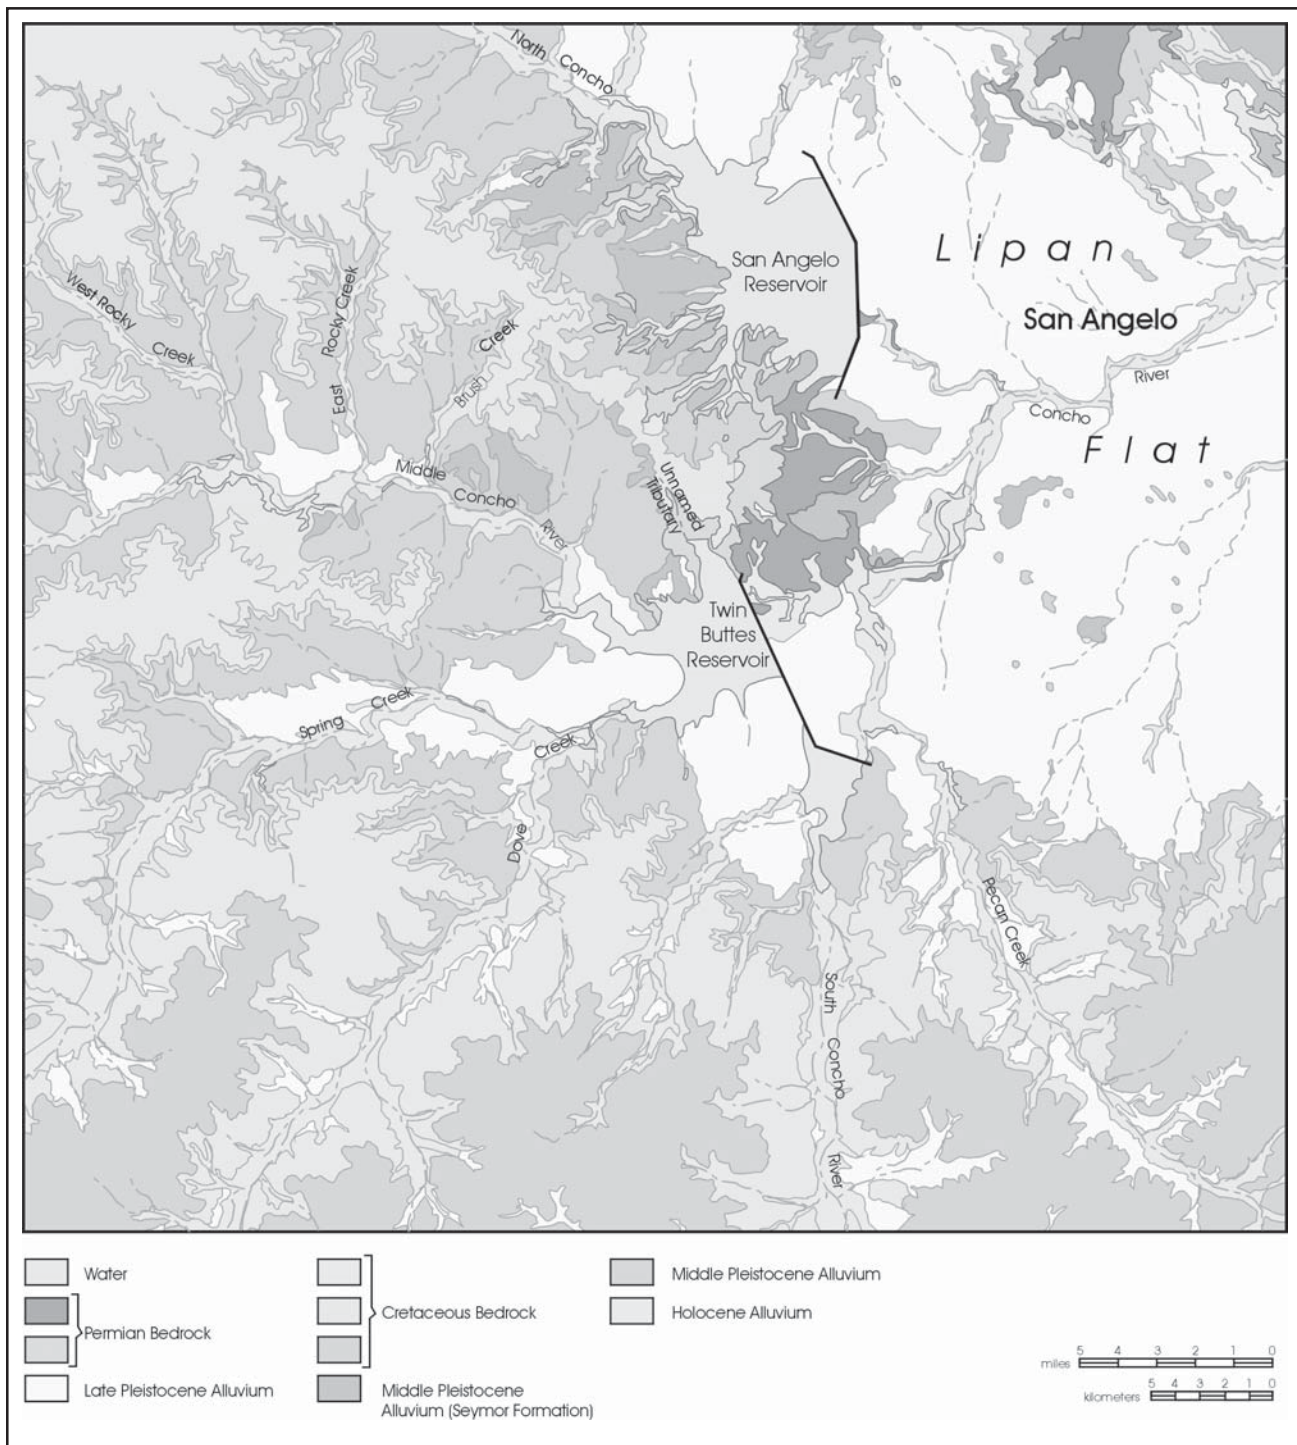 North Concho
San Angelo
Reservoir
Lipan
San Angelo
West Rocky
Creek
East Rocky Creek
Brush Creek
River
Concho
Flat
Middle
Concho
River
Unnamed
Tributary
Twin
Buttes
Reservoir
Spring Creek
Creek
Dove
Pecan Creek
South
Concho
River
Water
Permian Bedrock
Late Pleistocene Alluvium
Cretaceous Bedrock
Middle Pleistocene
Alluvium (Seymor Formation)
Middle Pleistocene Alluvium
Holocene Alluvium
5 4 3 2 1 0
miles
5 4 3 2 1 0
kilometers